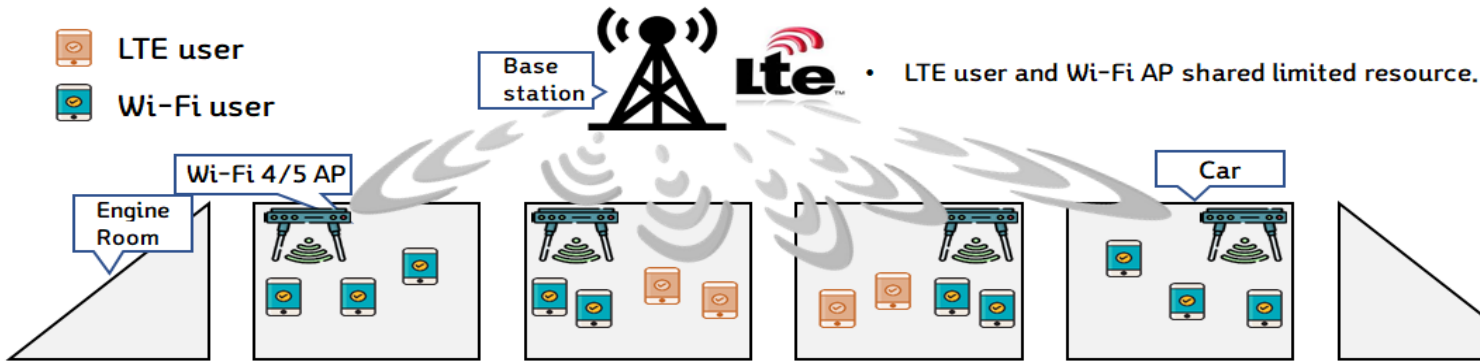 LTE user
Wi-Fi user
Base
station
Lte
TM
• LTE user and Wi-Fi AP shared limited resource.
Wi-Fi 4/5 AP
Car
Engine
Room